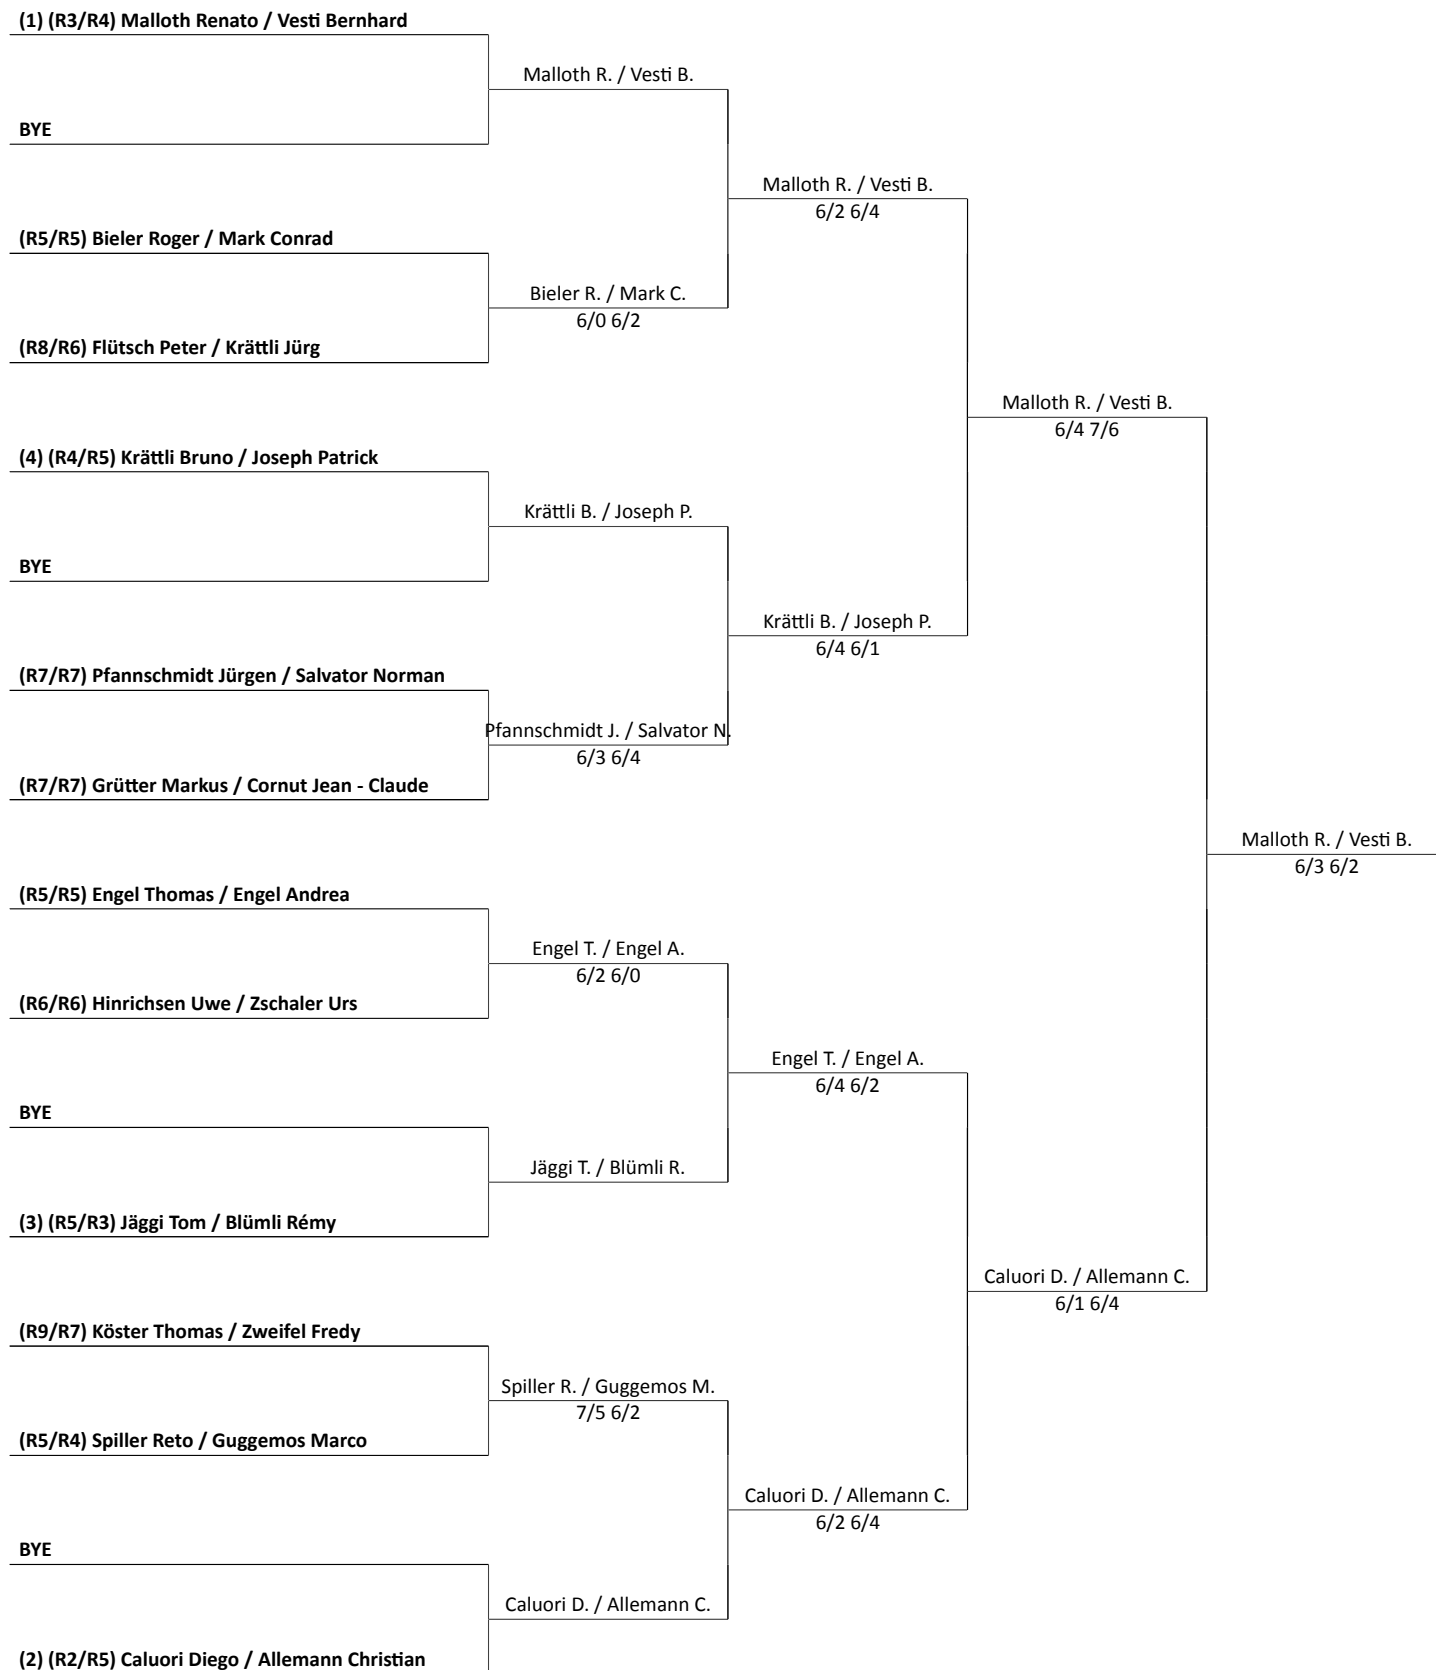 (1) (R3/R4) Malloth Renato / Vesti Bernhard
Malloth R. / Vesti B.
BYE
Malloth R. / Vesti B.
6/2 6/4
(R5/R5) Bieler Roger / Mark Conrad
Bieler R. / Mark C.
6/0 6/2
(R8/R6) Flütsch Peter / Krättli Jürg
Malloth R. / Vesti B.
6/4 7/6
(4) (R4/R5) Krättli Bruno / Joseph Patrick
Krättli B. / Joseph P.
BYE
Krättli B. / Joseph P.
6/4 6/1
(R7/R7) Pfannschmidt Jürgen / Salvator Norman
Pfannschmidt J. / Salvator N.
6/3 6/4
(R7/R7) Grütter Markus / Cornut Jean - Claude
Malloth R. / Vesti B.
6/3 6/2
(R5/R5) Engel Thomas / Engel Andrea
Engel T. / Engel A.
6/2 6/0
(R6/R6) Hinrichsen Uwe / Zschaler Urs
Engel T. / Engel A.
6/4 6/2
BYE
Jäggi T. / Blümli R.
(3) (R5/R3) Jäggi Tom / Blümli Rémy
Caluori D. / Allemann C.
6/1 6/4
(R9/R7) Köster Thomas / Zweifel Fredy
Spiller R. / Guggemos M.
7/5 6/2
(R5/R4) Spiller Reto / Guggemos Marco
Caluori D. / Allemann C.
6/2 6/4
BYE
Caluori D. / Allemann C.
(2) (R2/R5) Caluori Diego / Allemann Christian